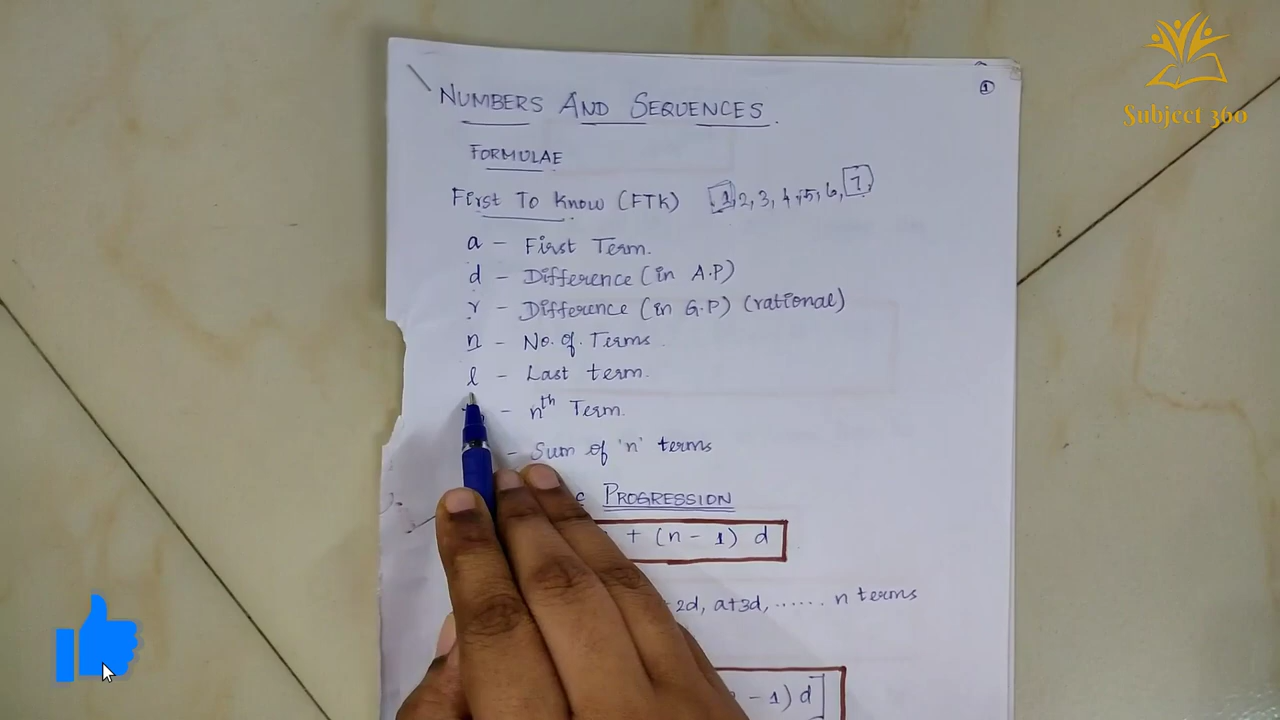 Subject 360
1
NUMBERS AND SEQUENCES.
FORMULAE
First To Know (FTK) 1, 2, 3, 4, 5, 6, 7
a - First Term.
d - Difference (in A.P)
r - Difference (in G.P) (rational)
n - No. of. Terms
l - Last term.
- nth Term.
- Sum of 'n' terms
PROGRESSION
+ (n - 1) d
2d, a+3d, ...... n terms
- 1) d]